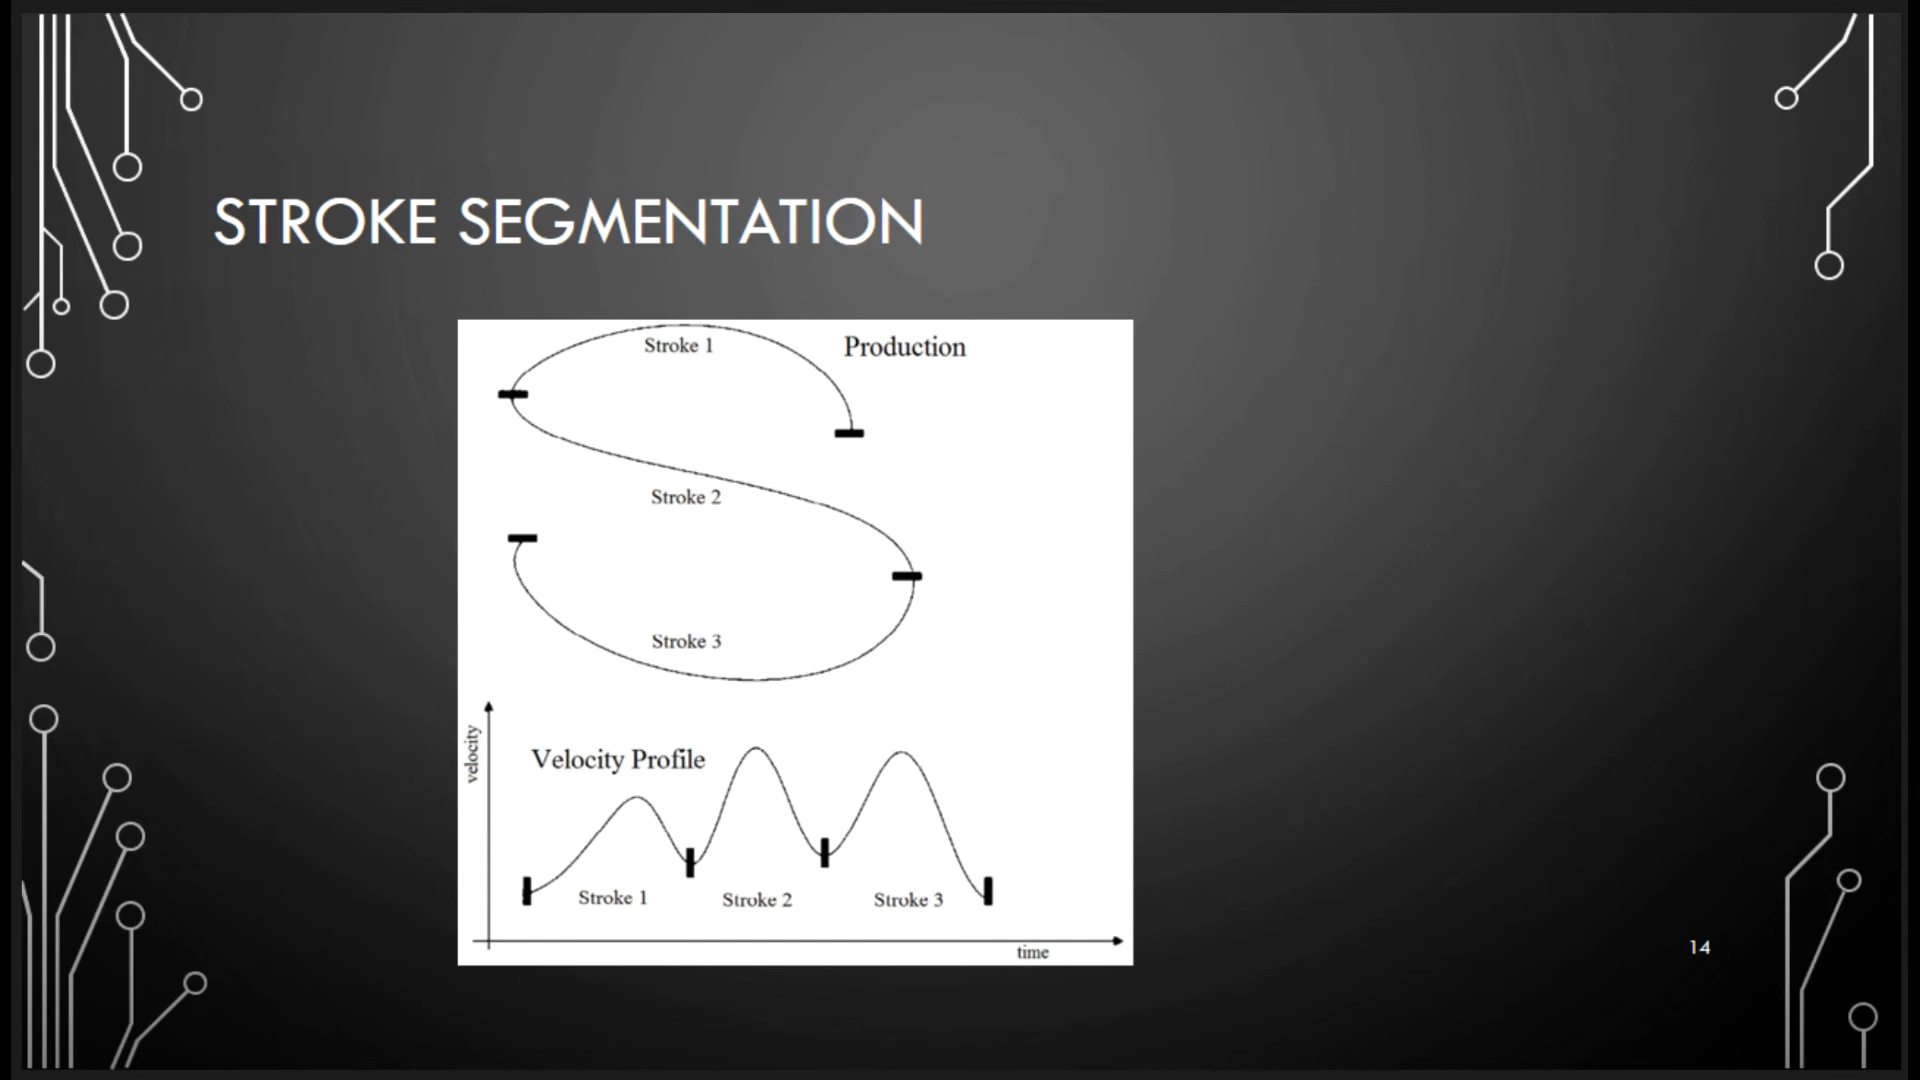 STROKE SEGMENTATION
Stroke 1
Production
Stroke 2
Stroke 3
velocity
Velocity Profile
Stroke 1
Stroke 2
Stroke 3
time
14